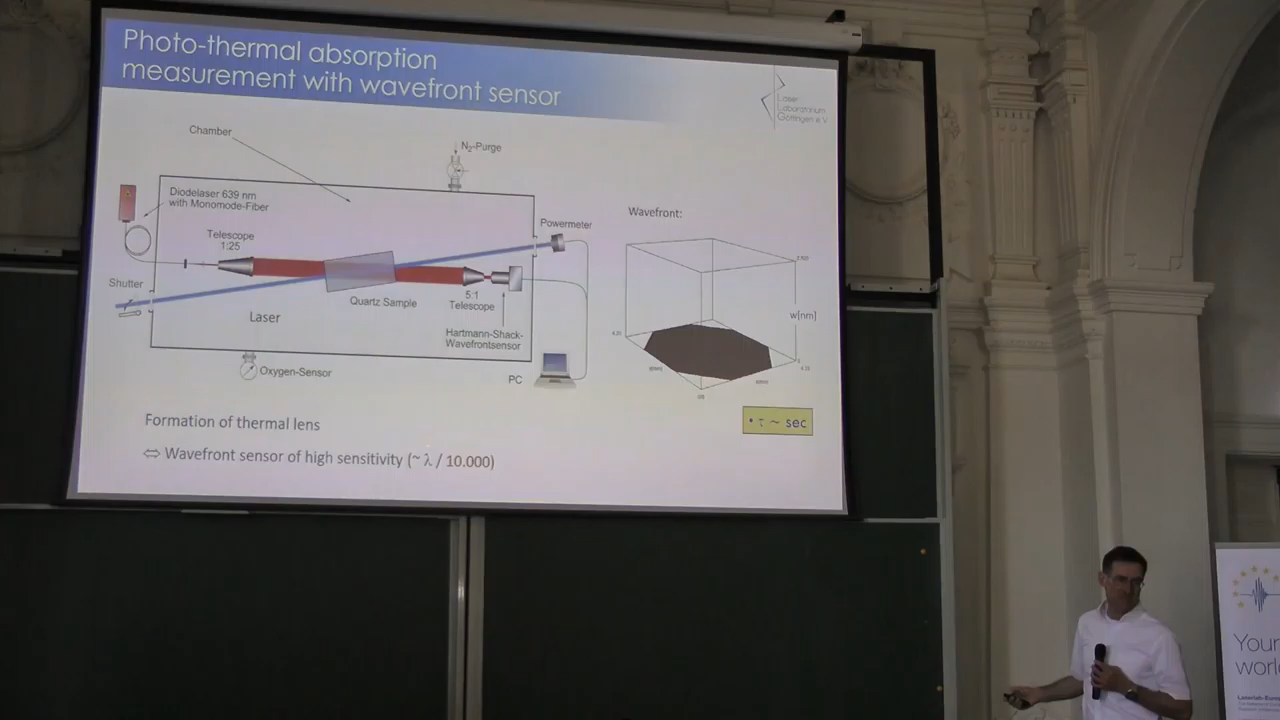 Photo-thermal absorption
measurement with wavefront sensor
Laser
Laboratorium
Göttingen e.V.
Chamber
N₂-Purge
Diodelaser 639 nm
with Monomode-Fiber
Powermeter
Wavefront:
Telescope
1:25
Shutter
Quartz Sample
5:1
Telescope
Laser
Hartmann-Shack-
Wavefrontsensor
w[nm]
Oxygen-Sensor
PC
Formation of thermal lens
• τ ~ sec
⇔ Wavefront sensor of high sensitivity (~ λ / 10.000)
Your